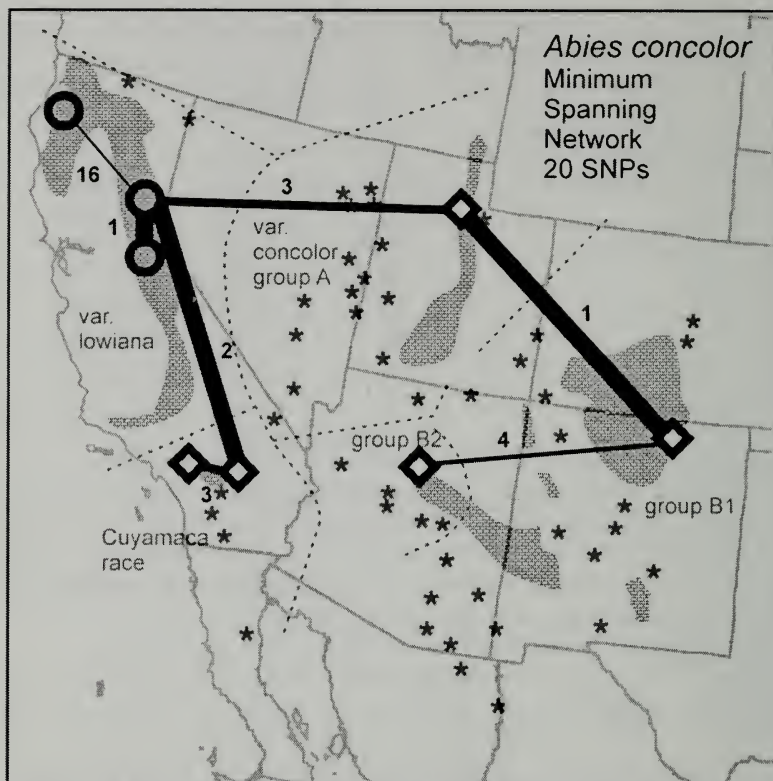 Abies concolor
Minimum
Spanning
Network
20 SNPs
16
3
1
var.
concolor
group A
var.
lowiana
2
1
group B2
4
3
group B1
Cuyamaca
race